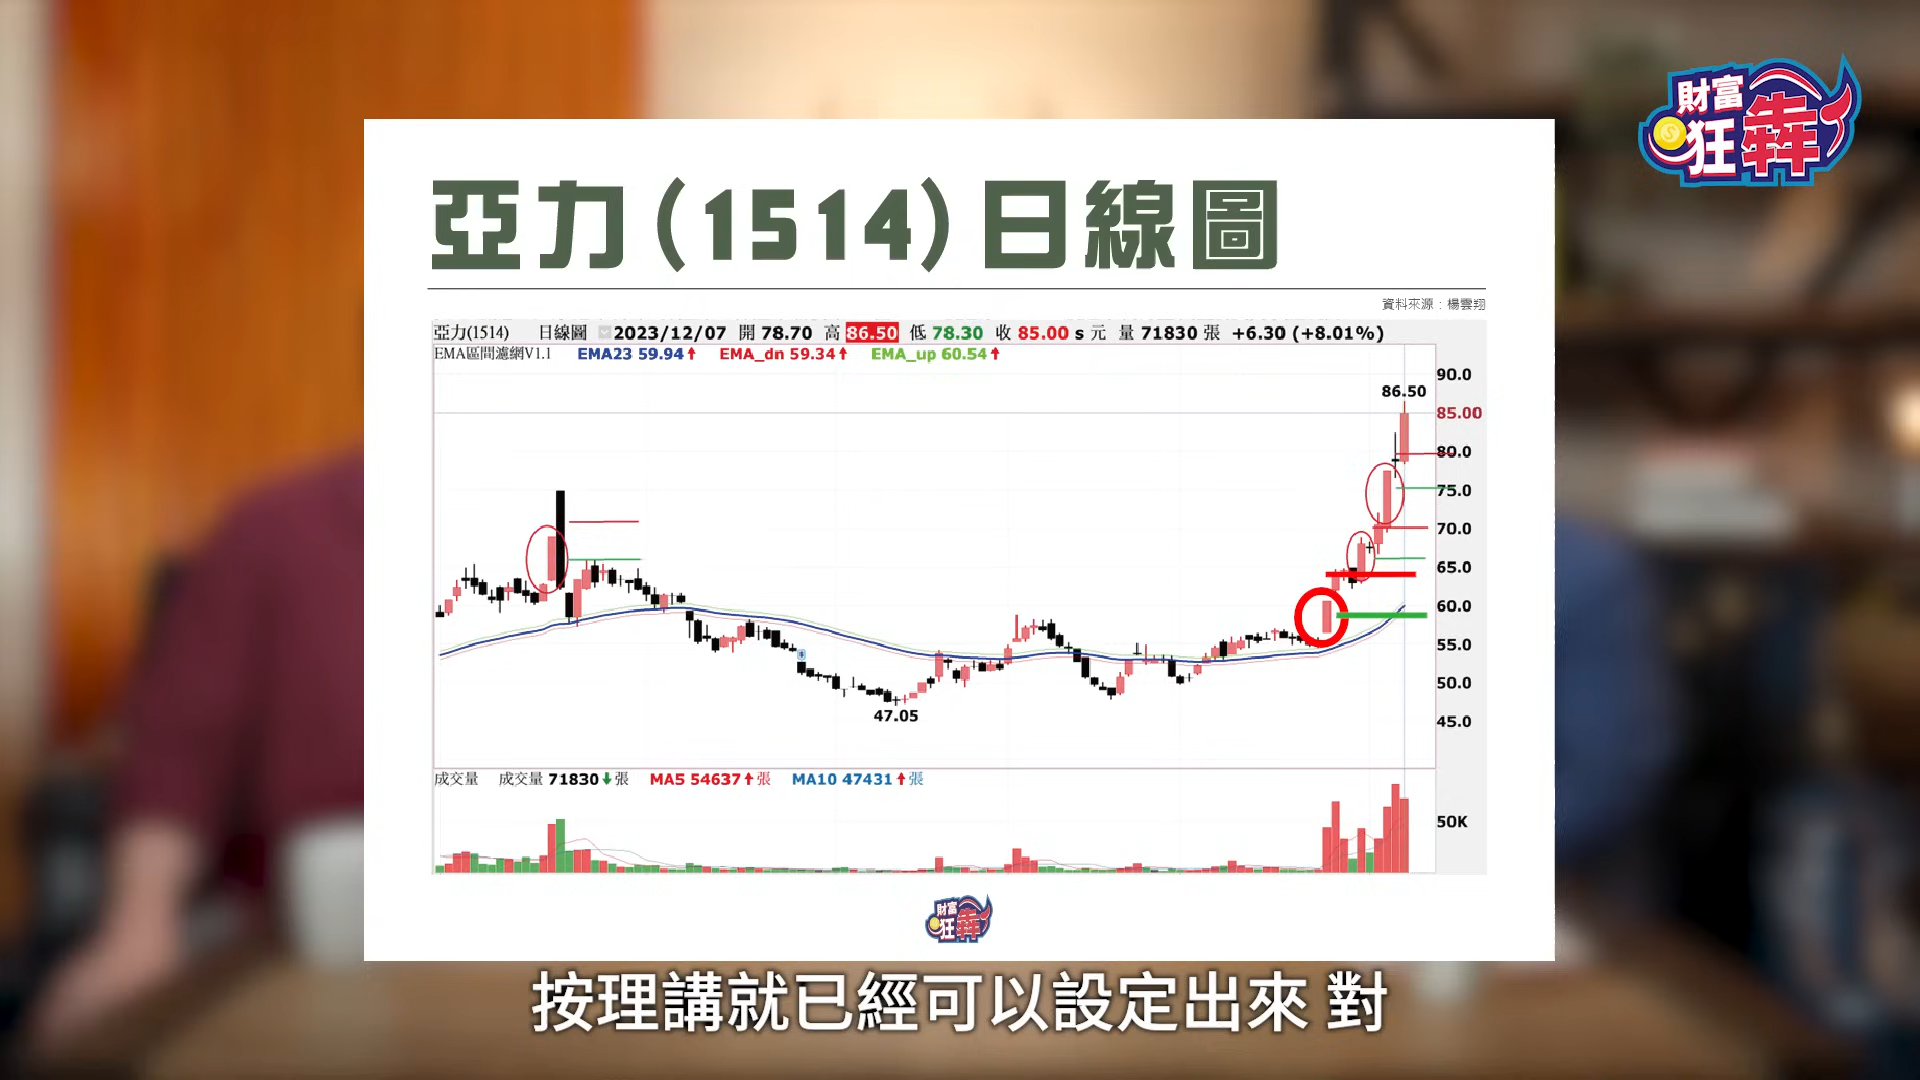 財富
狂犇
亞力(1514)日線圖
資料來源：楊雲翔
亞力(1514) 日線圖 2023/12/07 開 78.70 高 86.50 低 78.30 收 85.00 s 元 量 71830 張 +6.30 (+8.01%)
EMA區間濾網V1.1 EMA23 59.94↑ EMA_dn 59.34↑ EMA_up 60.54↑
90.0
86.50
85.00
80.0
75.0
70.0
65.0
60.0
55.0
50.0
47.05
45.0
成交量 成交量 71830↓張 MA5 54637↑張 MA10 47431↑張
50K
財富
狂犇
按理講就已經可以設定出來 對